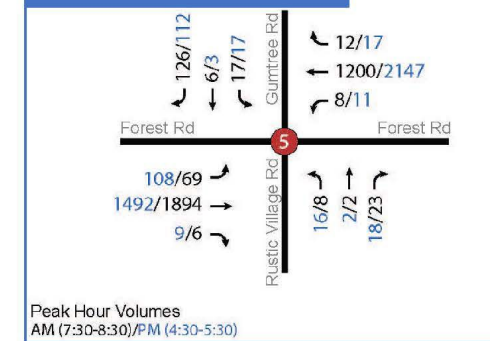 126/112
6/3
17/17
Gumtree Rd
12/17
1200/2147
8/11
Forest Rd
Forest Rd
5
108/69
1492/1894
9/6
Rustic Village Rd
16/8
2/2
18/23
Peak Hour Volumes
AM (7:30-8:30)/PM (4:30-5:30)